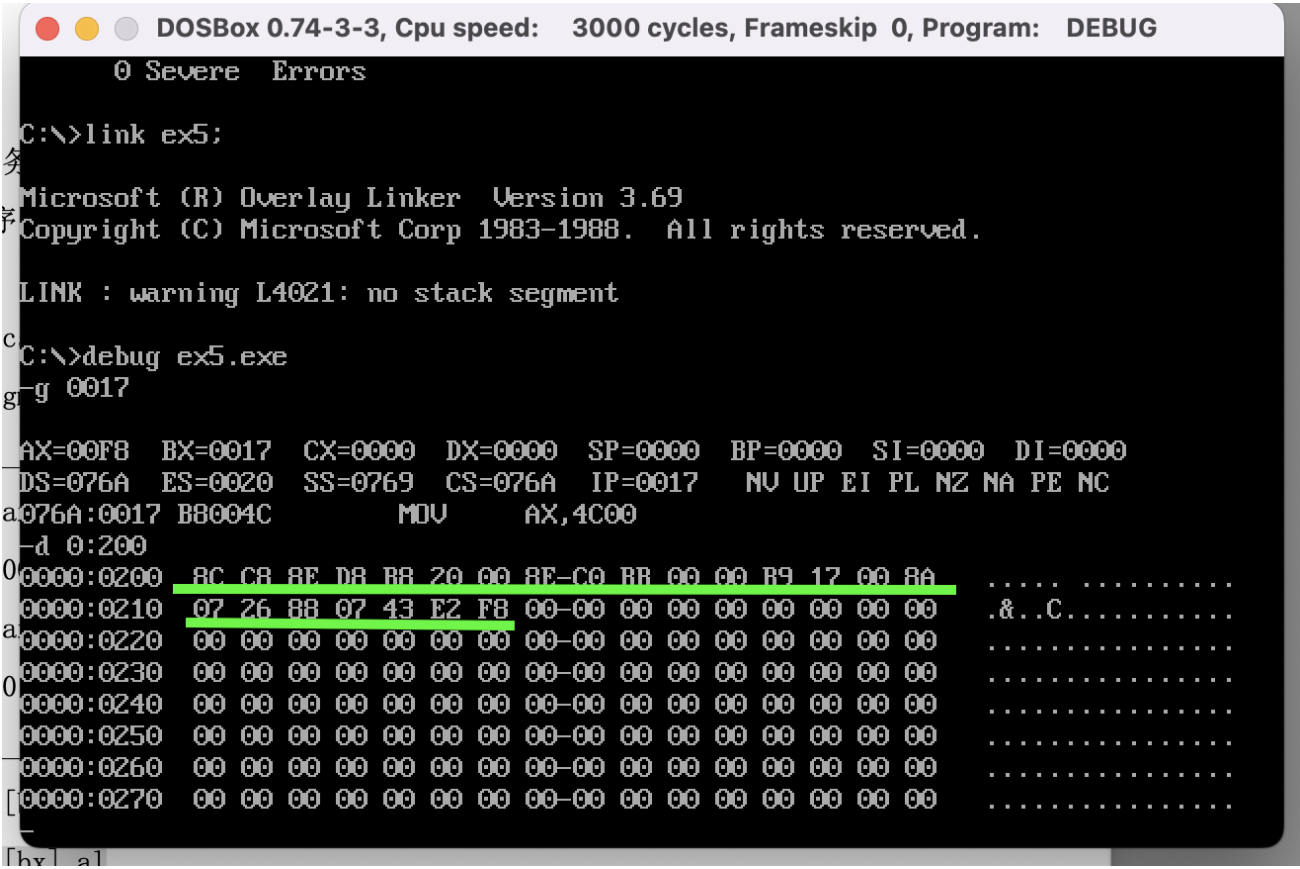 DOSBox 0.74-3-3, Cpu speed: 3000 cycles, Frameskip 0, Program: DEBUG
0 Severe Errors
C:\>link ex5;
务
Microsoft (R) Overlay Linker Version 3.69
序
Copyright (C) Microsoft Corp 1983-1988. All rights reserved.
LINK : warning L4021: no stack segment
c
C:\>debug ex5.exe
-g 0017
AX=00F8 BX=0017 CX=0000 DX=0000 SP=0000 BP=0000 SI=0000 DI=0000
DS=076A ES=0020 SS=0769 CS=076A IP=0017 NV UP EI PL NZ NA PE NC
a
076A:0017 B8004C MOV AX,4C00
-d 0:200
0000:0200 8C C8 8E D8 B8 20 00 8E-C0 BB 00 00 B9 17 00 8A ..... ..........
0000:0210 07 26 88 07 43 E2 F8 00-00 00 00 00 00 00 00 00 .&..C...........
0000:0220 00 00 00 00 00 00 00 00-00 00 00 00 00 00 00 00 ................
0000:0230 00 00 00 00 00 00 00 00-00 00 00 00 00 00 00 00 ................
0000:0240 00 00 00 00 00 00 00 00-00 00 00 00 00 00 00 00 ................
0000:0250 00 00 00 00 00 00 00 00-00 00 00 00 00 00 00 00 ................
0000:0260 00 00 00 00 00 00 00 00-00 00 00 00 00 00 00 00 ................
0000:0270 00 00 00 00 00 00 00 00-00 00 00 00 00 00 00 00 ................
-
[bx] al